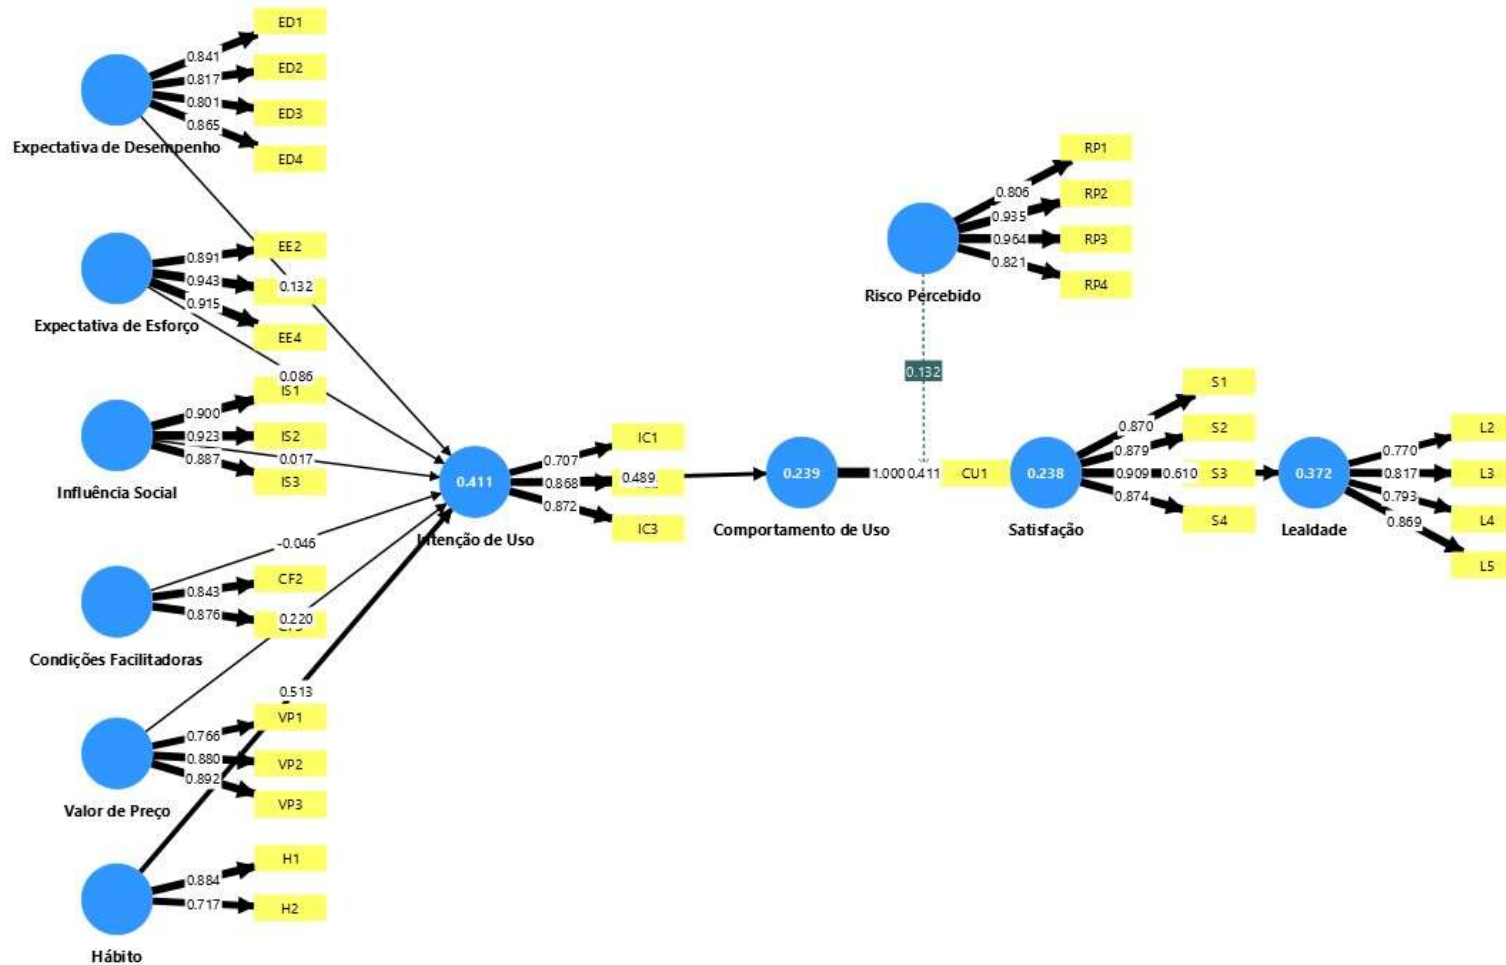 ED1
0.841
ED2
0.817
ED3
0.801
0.865
ED4
Expectativa de Desempenho
EE2
0.891
0.943
0.132
0.915
EE4
Expectativa de Esforço
0.086
IS1
0.900
IS2
0.923
0.017
0.887
IS3
Influência Social
-0.046
CF2
0.843
0.876
0.220
Condições Facilitadoras
0.513
VP1
0.766
VP2
0.880
0.892
VP3
Valor de Preço
H1
0.884
H2
0.717
Hábito
0.411
Intenção de Uso
IC1
0.707
0.868
0.489
0.872
IC3
0.239
Comportamento de Uso
1.000
0.411
CU1
RP1
0.806
RP2
0.935
RP3
0.964
RP4
0.821
Risco Percebido
0.132
0.238
Satisfação
S1
0.870
S2
0.879
0.909
0.610
S3
0.874
S4
0.372
Lealdade
L2
0.770
L3
0.817
L4
0.793
0.869
L5